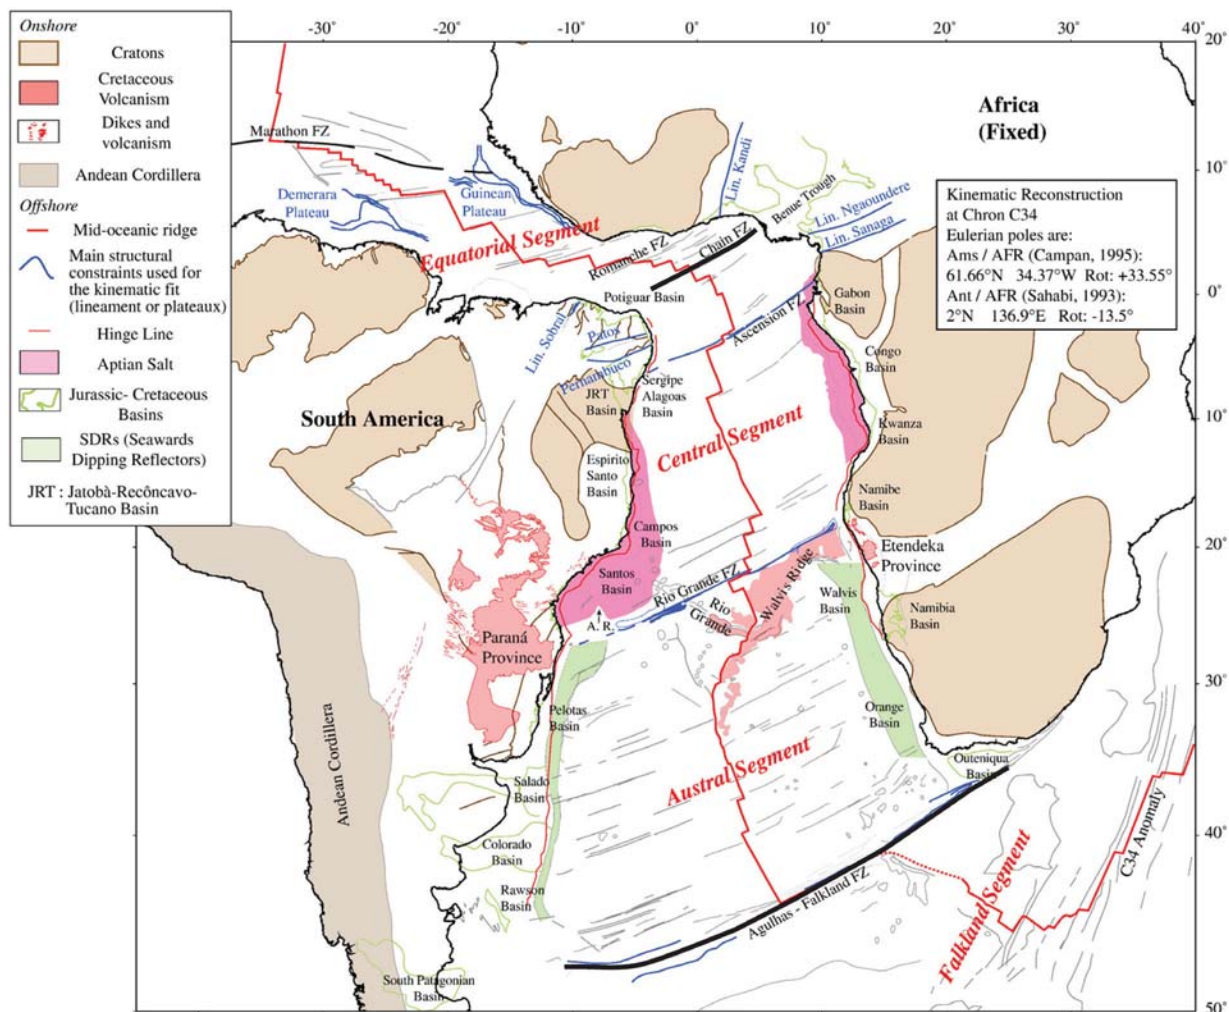 Onshore
Cratons
Cretaceous
Volcanism
Dikes and
volcanism
Andean Cordillera
Offshore
Mid-oceanic ridge
Main structural
constraints used for
the kinematic fit
(lineament or plateaux)
Hinge Line
Aptian Salt
Jurassic- Cretaceous
Basins
SDRs (Seawards
Dipping Reflectors)
JRT : Jatobà-Recôncavo-
Tucano Basin
-30°
-20°
-10°
0°
10°
20°
30°
40°
20°
10°
0°
10°
20°
30°
40°
50°
Africa
(Fixed)
Kinematic Reconstruction
at Chron C34
Eulerian poles are:
Ams / AFR (Campan, 1995):
61.66°N 34.37°W Rot: +33.55°
Ant / AFR (Sahabi, 1993):
2°N 136.9°E Rot: -13.5°
Marathon FZ
Demerara
Plateau
Guinean
Plateau
Equatorial Segment
Romanche FZ
Chain FZ
Lin. Kandi
Benue Trough
Lin. Ngaoundere
Lin. Sanaga
Potiguar Basin
Ascension FZ
Gabon
Basin
Lin. Sobral
Patos
Pernambuco
Congo
Basin
South America
JRT
Basin
Sergipe
Alagoas
Basin
Central Segment
Kwanza
Basin
Espirito
Santo
Basin
Namibe
Basin
Campos
Basin
Etendeka
Province
Santos
Basin
Rio Grande FZ
Walvis Ridge
Rio
Grande
Walvis
Basin
Namibia
Basin
A. R.
Paraná
Province
Pelotas
Basin
Orange
Basin
Andean Cordillera
Austral Segment
Outeniqua
Basin
Salado
Basin
Colorado
Basin
Rawson
Basin
Agulhas - Falkland FZ
Falkland Segment
C34 Anomaly
South Patagonian
Basin